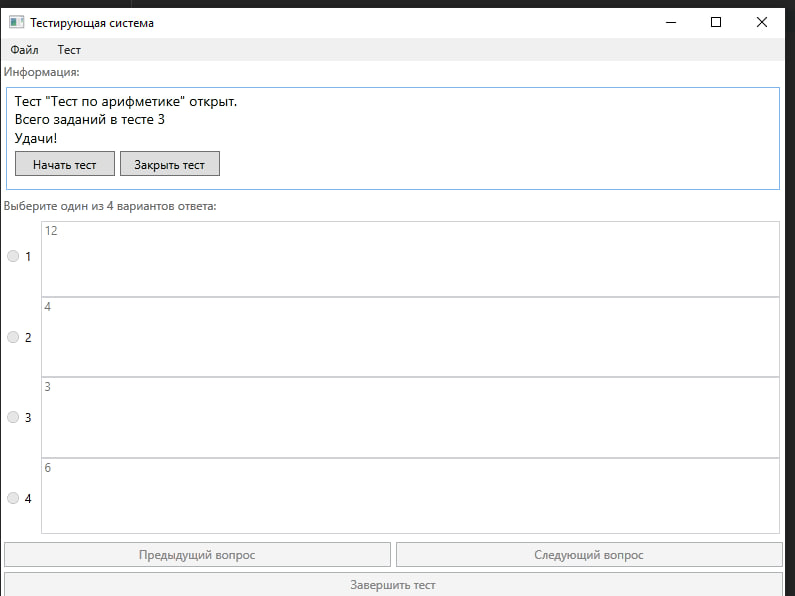 Тестирующая система
Файл Тест
Информация:
Тест "Тест по арифметике" открыт.
Всего заданий в тесте 3
Удачи!
Начать тест Закрыть тест
Выберите один из 4 вариантов ответа:
12
1
4
2
3
3
6
4
Предыдущий вопрос Следующий вопрос
Завершить тест